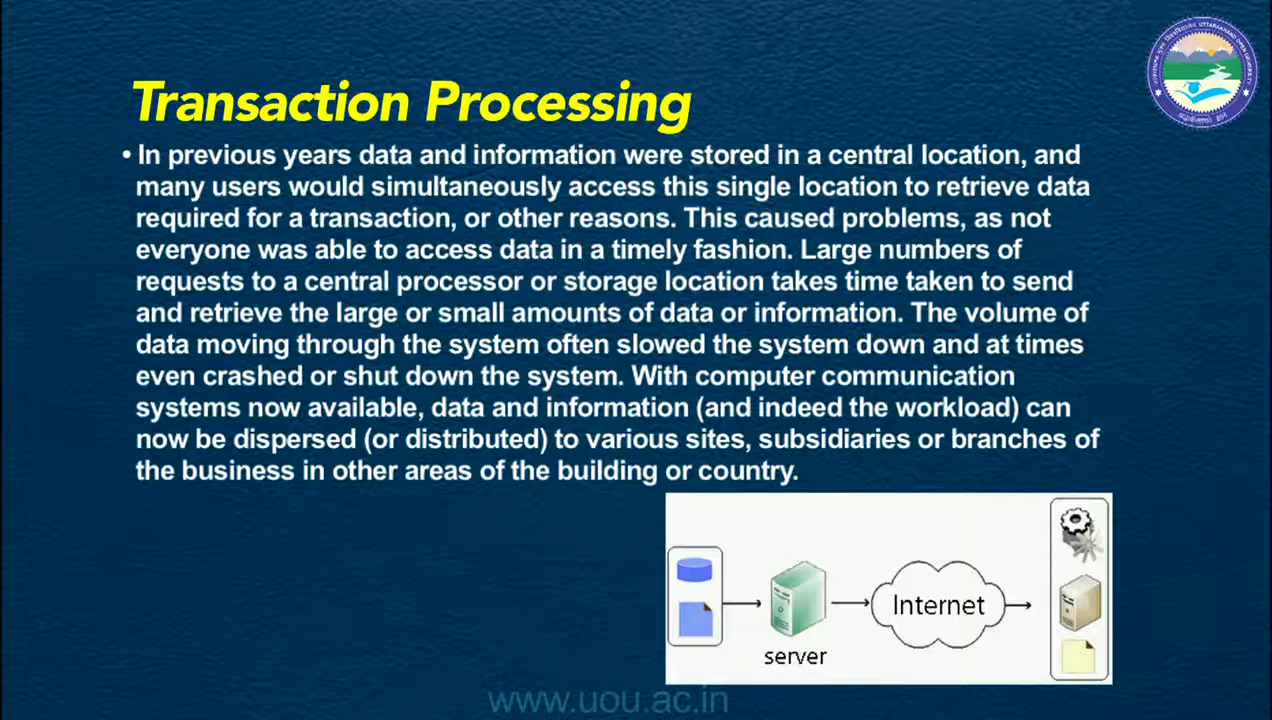 Transaction Processing
• In previous years data and information were stored in a central location, and
many users would simultaneously access this single location to retrieve data
required for a transaction, or other reasons. This caused problems, as not
everyone was able to access data in a timely fashion. Large numbers of
requests to a central processor or storage location takes time taken to send
and retrieve the large or small amounts of data or information. The volume of
data moving through the system often slowed the system down and at times
even crashed or shut down the system. With computer communication
systems now available, data and information (and indeed the workload) can
now be dispersed (or distributed) to various sites, subsidiaries or branches of
the business in other areas of the building or country.
Internet
server
www.uou.ac.in
UTTARAKHAND OPEN UNIVERSITY